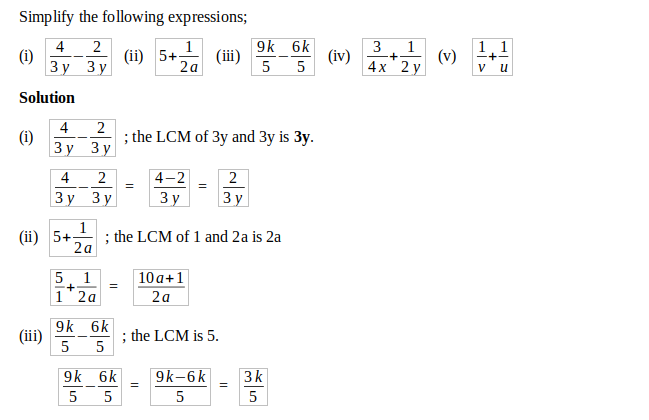 Simplify the following expressions;
(i) 4/3y − 2/3y (ii) 5+1/2a (iii) 9k/5 − 6k/5 (iv) 3/4x + 1/2y (v) 1/v + 1/u
Solution
(i) 4/3y − 2/3y ; the LCM of 3y and 3y is 3y.
4/3y − 2/3y = 4−2/3y = 2/3y
(ii) 5+1/2a ; the LCM of 1 and 2a is 2a
5/1 + 1/2a = 10a+1/2a
(iii) 9k/5 − 6k/5 ; the LCM is 5.
9k/5 − 6k/5 = 9k−6k/5 = 3k/5